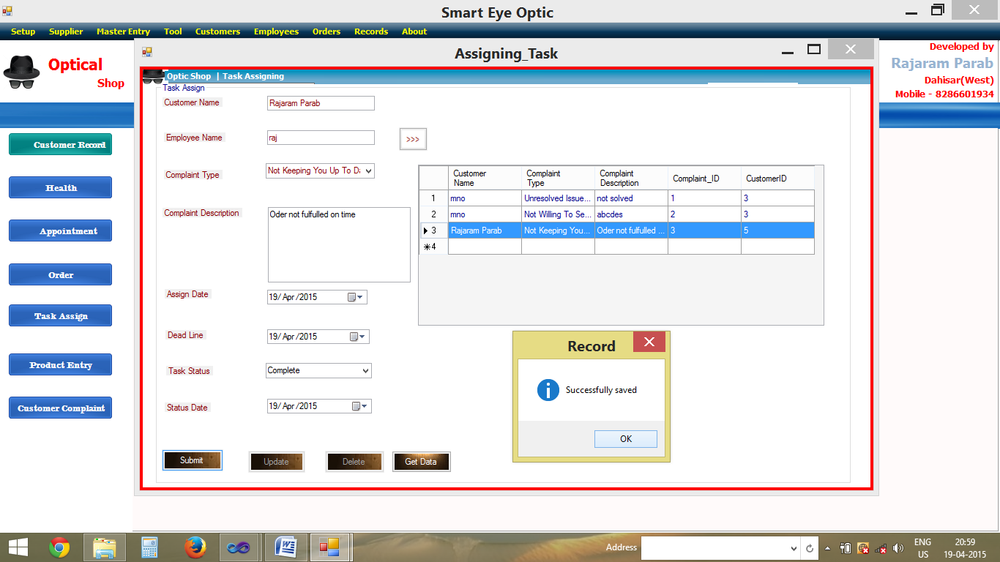 Smart Eye Optic
Setup Supplier Master Entry Tool Customers Employees Orders Records About
Optical
Shop
Developed by
Rajaram Parab
Dahisar(West)
Mobile - 8286601934
Customer Record
Health
Appointment
Order
Task Assign
Product Entry
Customer Complaint
Assigning_Task
Optic Shop | Task Assigning
Task Assign
Customer Name Rajaram Parab
Employee Name raj >>>
Complaint Type Not Keeping You Up To Da
Complaint Description Oder not fulfulled on time
Assign Date 19/ Apr /2015
Dead Line 19/ Apr /2015
Task Status Complete
Status Date 19/ Apr /2015
Submit Update Delete Get Data
Customer Name Complaint Type Complaint Description Complaint_ID CustomerID
1 mno Unresolved Issue... not solved 1 3
2 mno Not Willing To Se... abcdes 2 3
3 Rajaram Parab Not Keeping You... Oder not fulfulled ... 3 5
4
Record
Successfully saved
OK
Address
ENG
US
20:59
19-04-2015